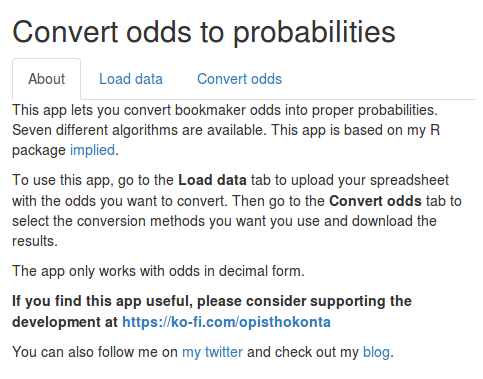 Convert odds to probabilities
About Load data Convert odds
This app lets you convert bookmaker odds into proper probabilities.
Seven different algorithms are available. This app is based on my R
package implied.
To use this app, go to the Load data tab to upload your spreadsheet
with the odds you want to convert. Then go to the Convert odds tab to
select the conversion methods you want you use and download the
results.
The app only works with odds in decimal form.
If you find this app useful, please consider supporting the
development at https://ko-fi.com/opisthokonta
You can also follow me on my twitter and check out my blog.